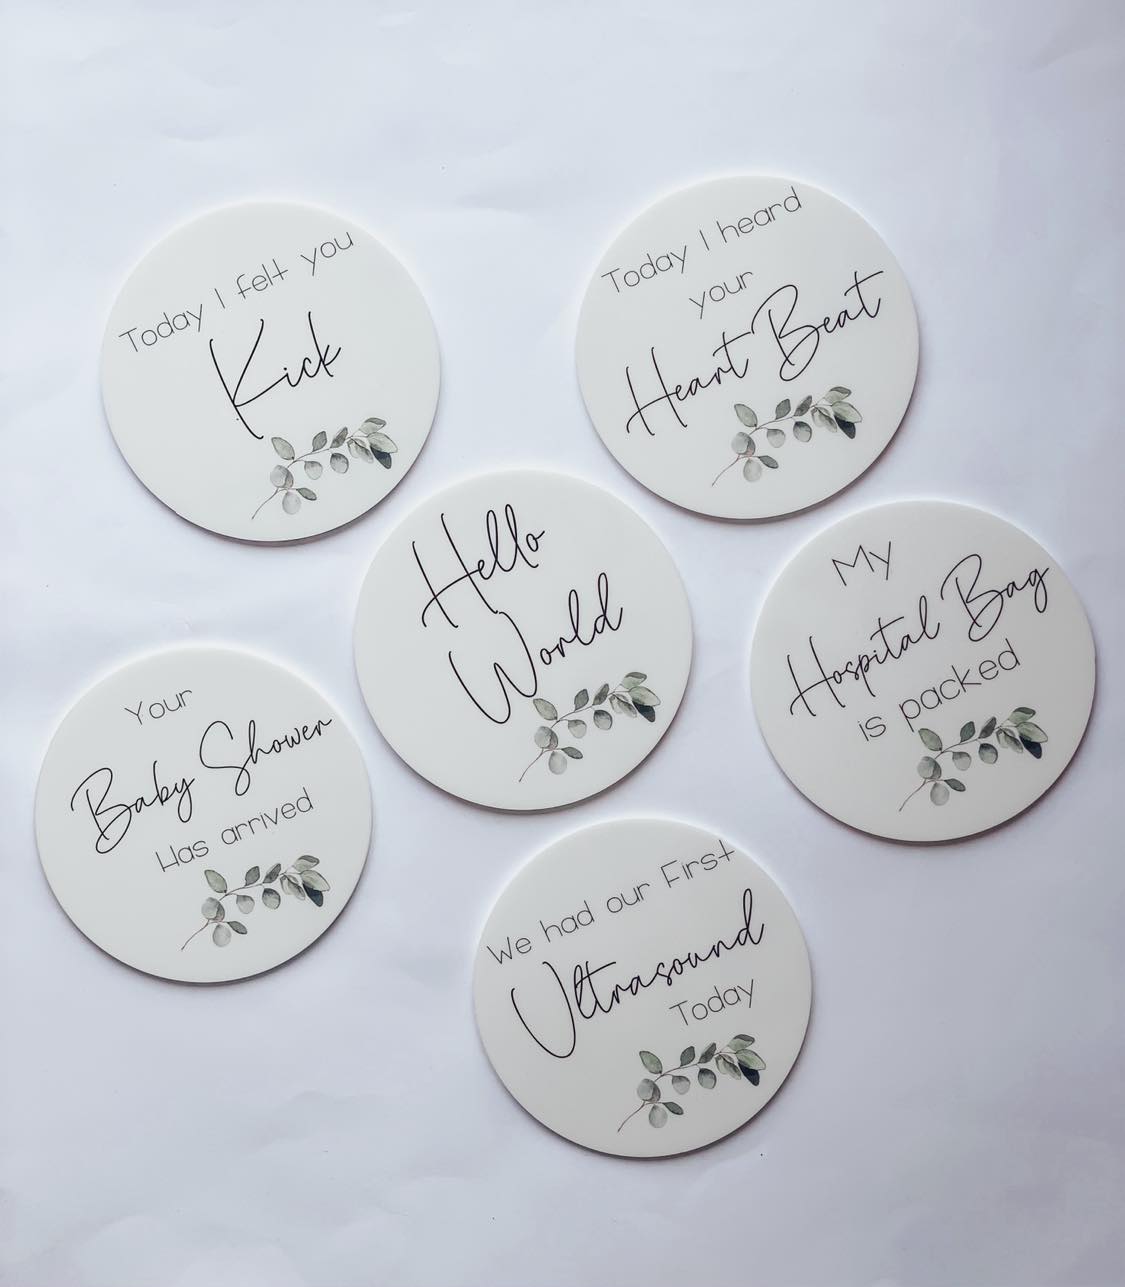 Today I felt you
Kick
Today I heard
your
Heart Beat
Hello
World
My
Hospital Bag
is packed
Your
Baby Shower
Has arrived
We had our First
Ultrasound
Today